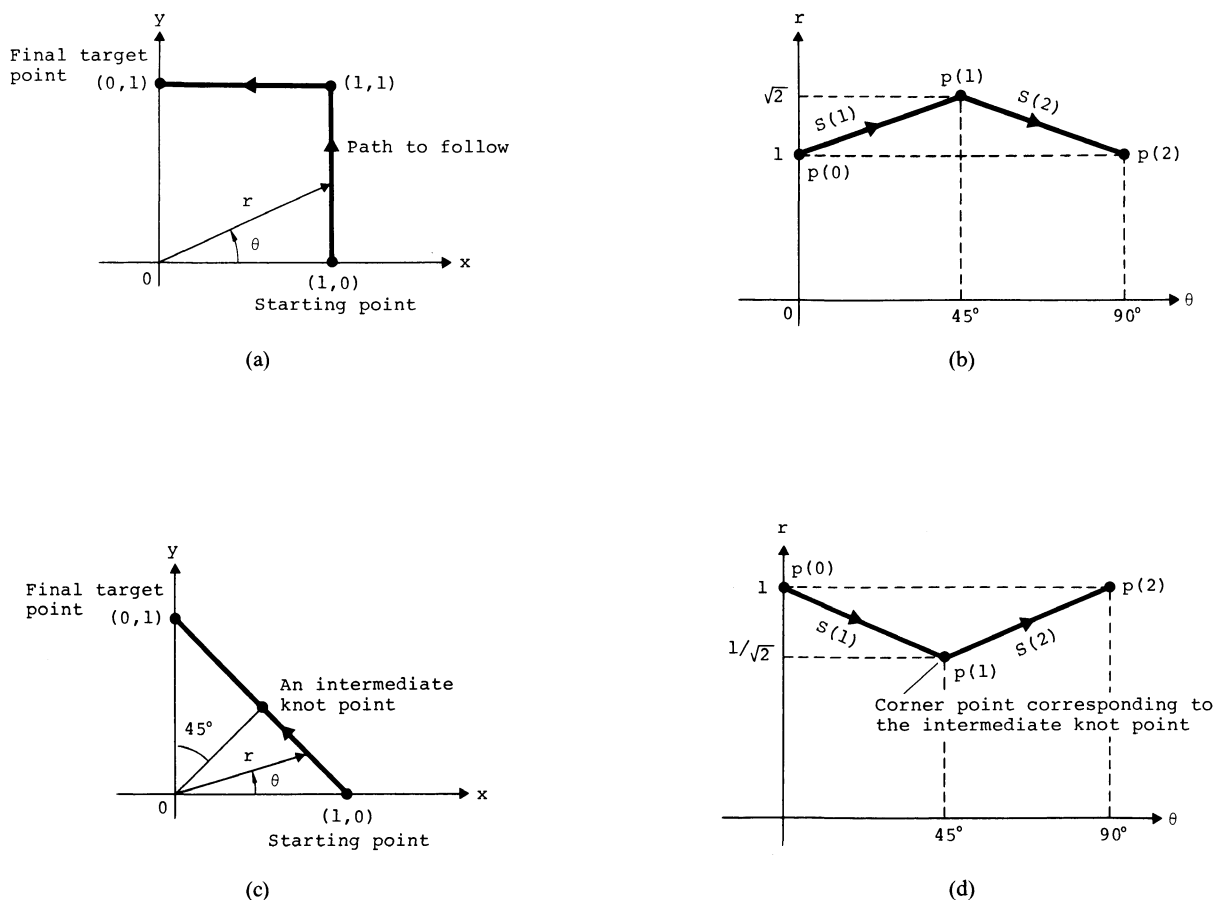 y
Final target
point
(0,1)
(1,1)
Path to follow
r
θ
x
0
(1,0)
Starting point
(a)
r
p(1)
√2
S(1)
S(2)
1
p(0)
p(2)
0
45°
90°
θ
(b)
y
Final target
point
(0,1)
An intermediate
knot point
45°
r
θ
x
0
(1,0)
Starting point
(c)
r
p(0)
1
p(2)
S(1)
S(2)
1/√2
p(1)
Corner point corresponding to
the intermediate knot point
45°
90°
θ
(d)